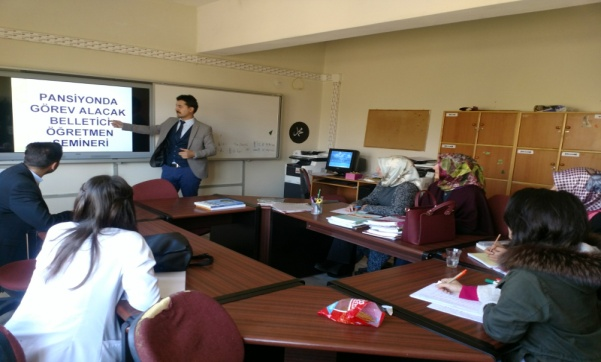 PANSİYONDA
GÖREV ALACAK
BELLETİCİ
ÖĞRETMEN
SEMİNERİ